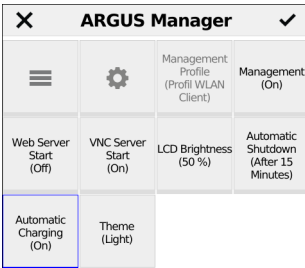 ARGUS Manager
Management
Profile
(Profil WLAN
Client)
Management
(On)
Web Server
Start
(Off)
VNC Server
Start
(On)
LCD Brightness
(50 %)
Automatic
Shutdown
(After 15
Minutes)
Automatic
Charging
(On)
Theme
(Light)